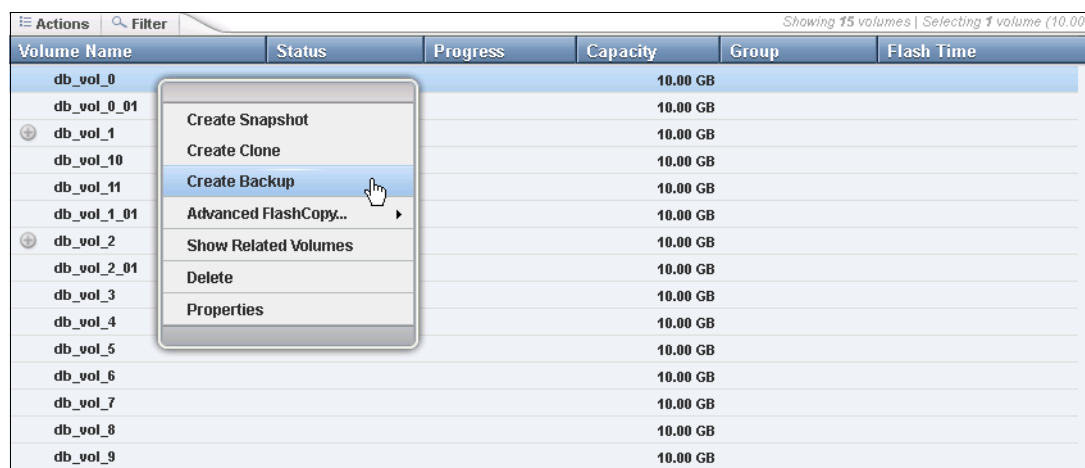 Actions Filter Showing 15 volumes | Selecting 1 volume (10.00
Volume Name Status Progress Capacity Group Flash Time
db_vol_0 10.00 GB
db_vol_0_01 10.00 GB
Create Snapshot
db_vol_1 10.00 GB
Create Clone
db_vol_10 10.00 GB
Create Backup
db_vol_11 10.00 GB
Advanced FlashCopy...
db_vol_1_01 10.00 GB
db_vol_2 10.00 GB
Show Related Volumes
db_vol_2_01 10.00 GB
Delete
db_vol_3 10.00 GB
Properties
db_vol_4 10.00 GB
db_vol_5 10.00 GB
db_vol_6 10.00 GB
db_vol_7 10.00 GB
db_vol_8 10.00 GB
db_vol_9 10.00 GB